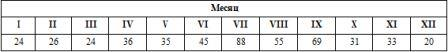 Месяц
I II III IV V VI VII VIII IX X XI XII
24 26 24 36 35 45 88 55 69 31 33 20